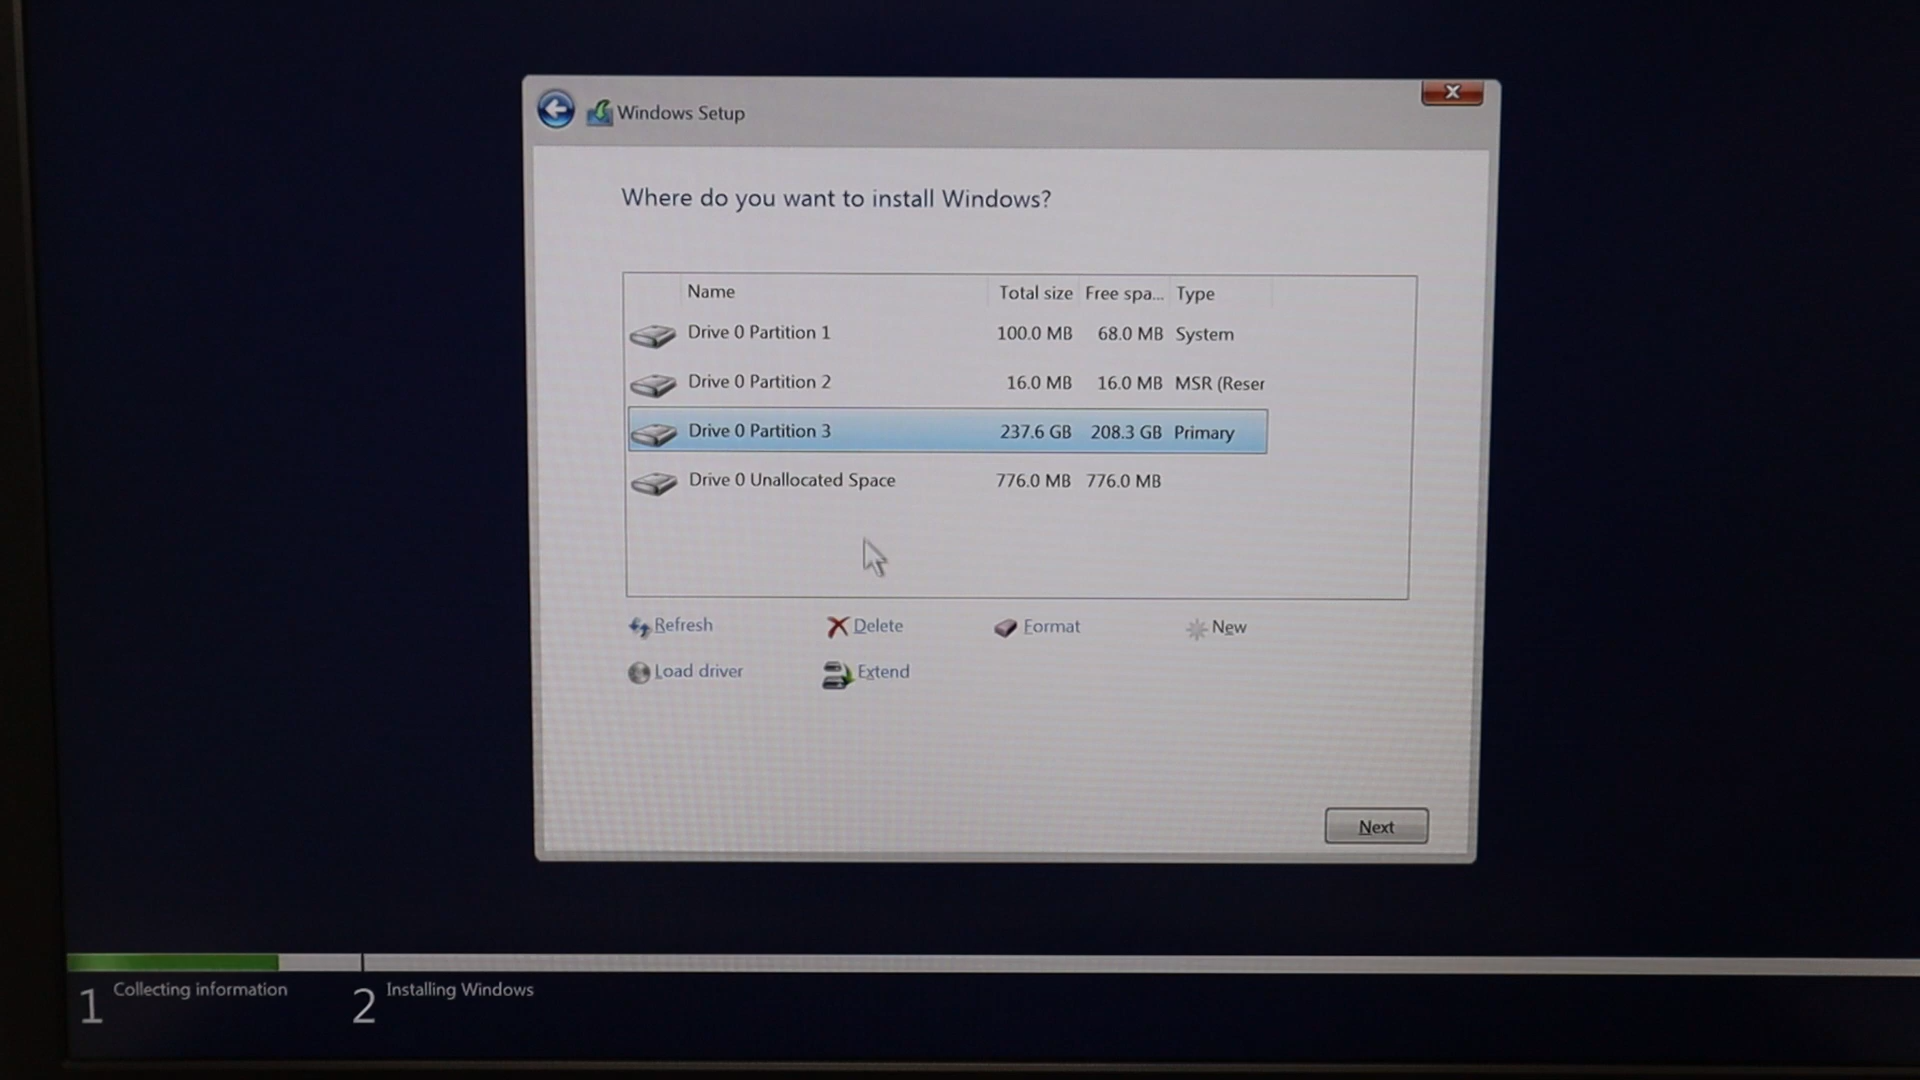 Windows Setup
Where do you want to install Windows?
Name Total size Free spa... Type
Drive 0 Partition 1 100.0 MB 68.0 MB System
Drive 0 Partition 2 16.0 MB 16.0 MB MSR (Reser
Drive 0 Partition 3 237.6 GB 208.3 GB Primary
Drive 0 Unallocated Space 776.0 MB 776.0 MB
Refresh Delete Format New
Load driver Extend
Next
1 Collecting information 2 Installing Windows